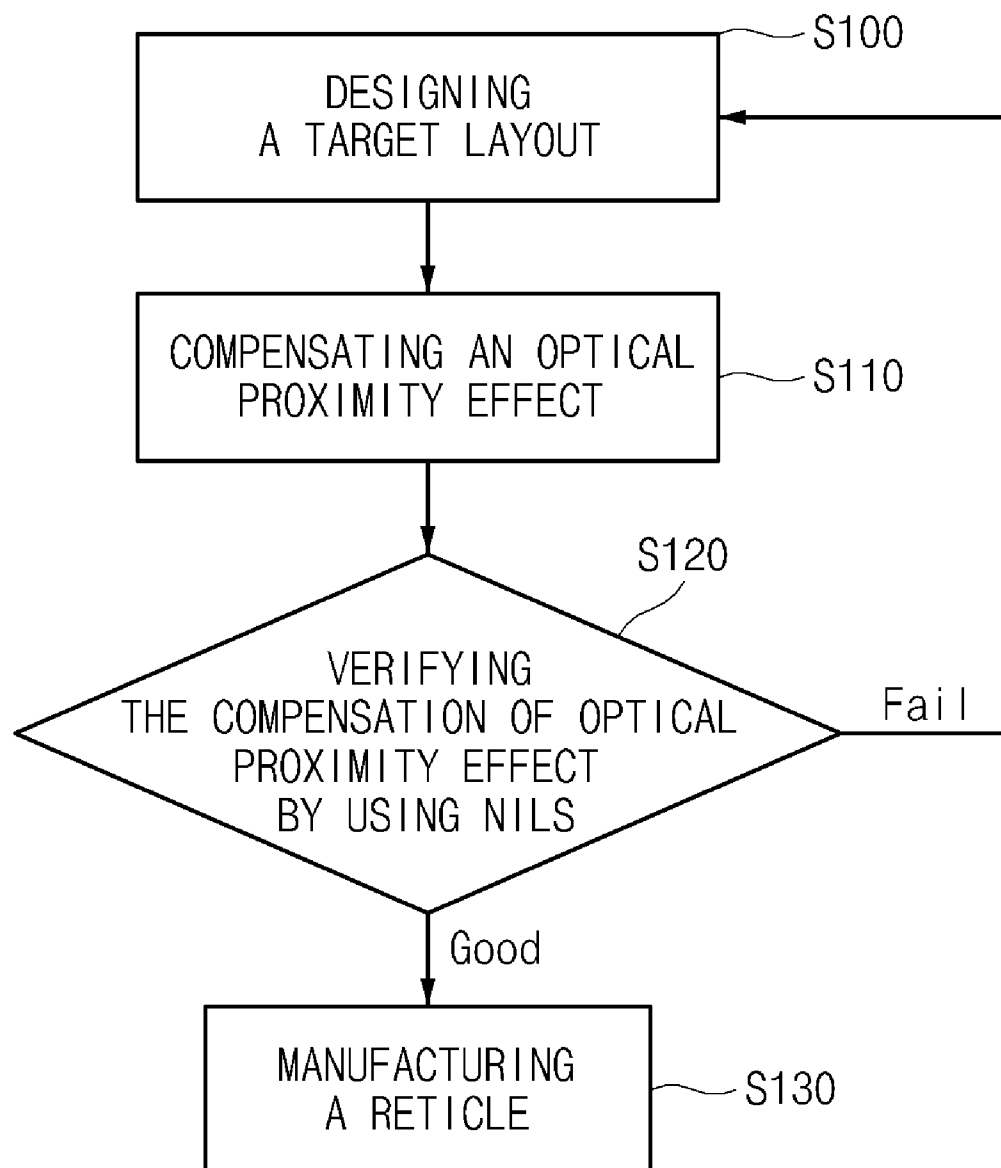 S100
DESIGNING
A TARGET LAYOUT
COMPENSATING AN OPTICAL
PROXIMITY EFFECT
S110
S120
VERIFYING
THE COMPENSATION OF OPTICAL
PROXIMITY EFFECT
BY USING NILS
Fail
Good
MANUFACTURING
A RETICLE
S130